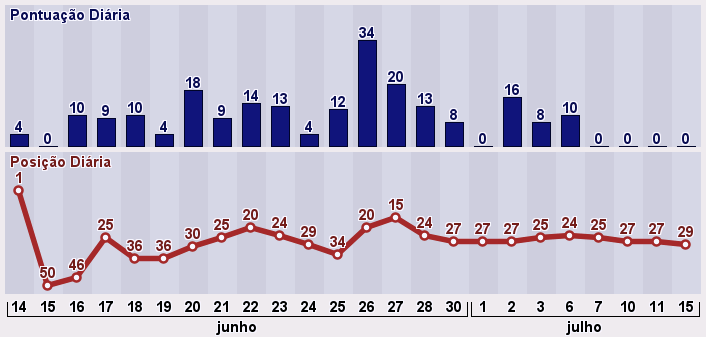 Pontuação Diária
4 0 10 9 10 4 18 9 14 13 4 12 34 20 13 8 0 16 8 10 0 0 0 0
Posição Diária
1 50 46 25 36 36 30 25 20 24 29 34 20 15 24 27 27 27 25 24 25 27 27 29
14 15 16 17 18 19 20 21 22 23 24 25 26 27 28 30 1 2 3 6 7 10 11 15
junho julho